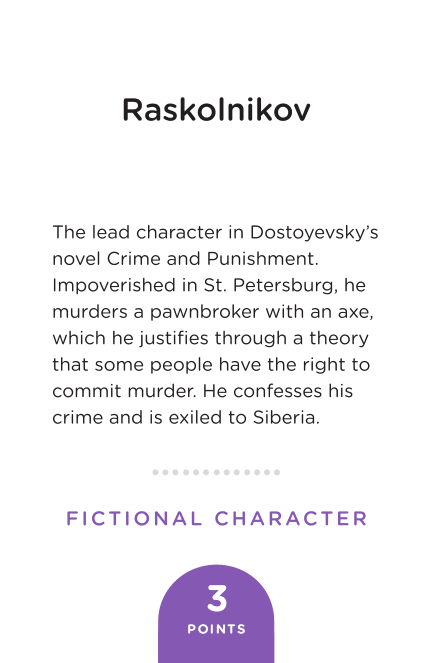 Raskolnikov
The lead character in Dostoyevsky’s
novel Crime and Punishment.
Impoverished in St. Petersburg, he
murders a pawnbroker with an axe,
which he justifies through a theory
that some people have the right to
commit murder. He confesses his
crime and is exiled to Siberia.
FICTIONAL CHARACTER
3
POINTS